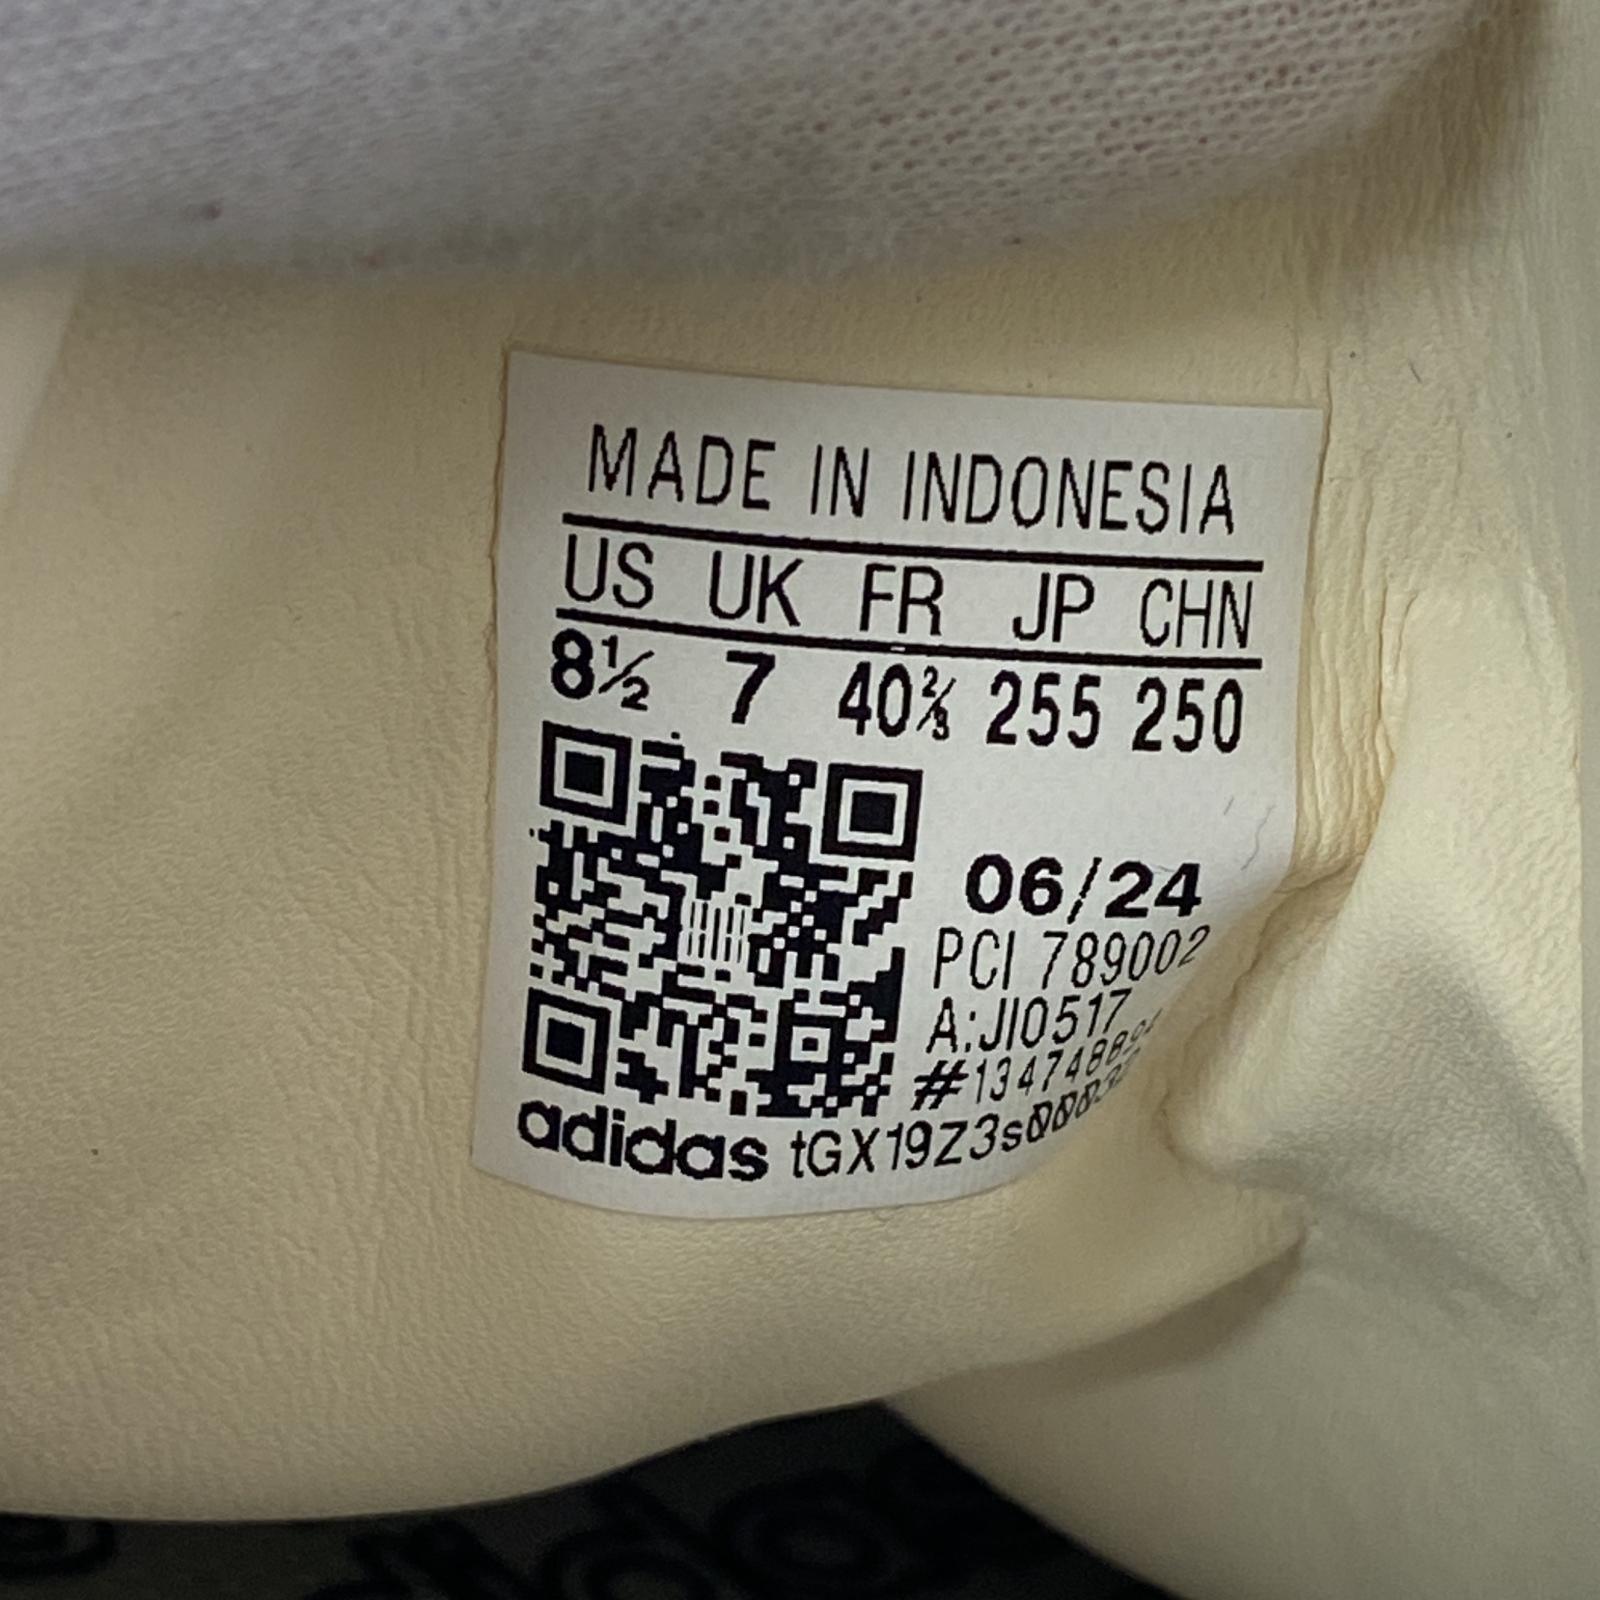 MADE IN INDONESIA
US UK FR JP CHN
8½ 7 40⅔ 255 250
06/24
PCI 789002
A:JI0517
adidas